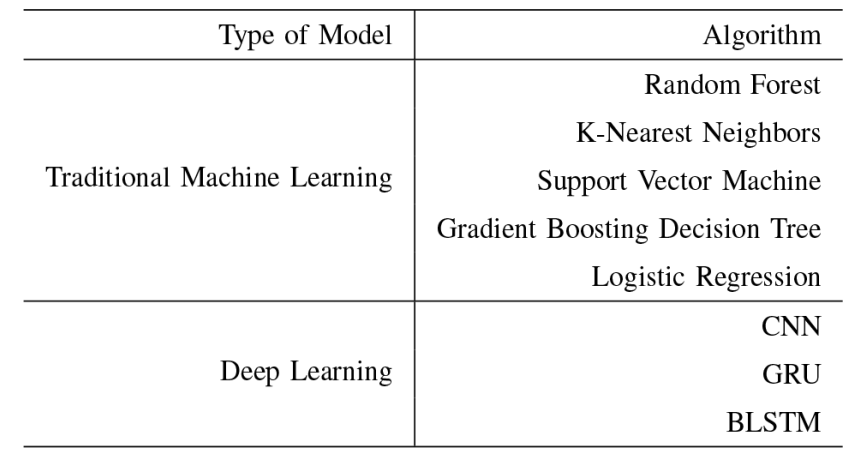 Type of Model Algorithm
Random Forest
K-Nearest Neighbors
Traditional Machine Learning Support Vector Machine
Gradient Boosting Decision Tree
Logistic Regression
CNN
Deep Learning GRU
BLSTM